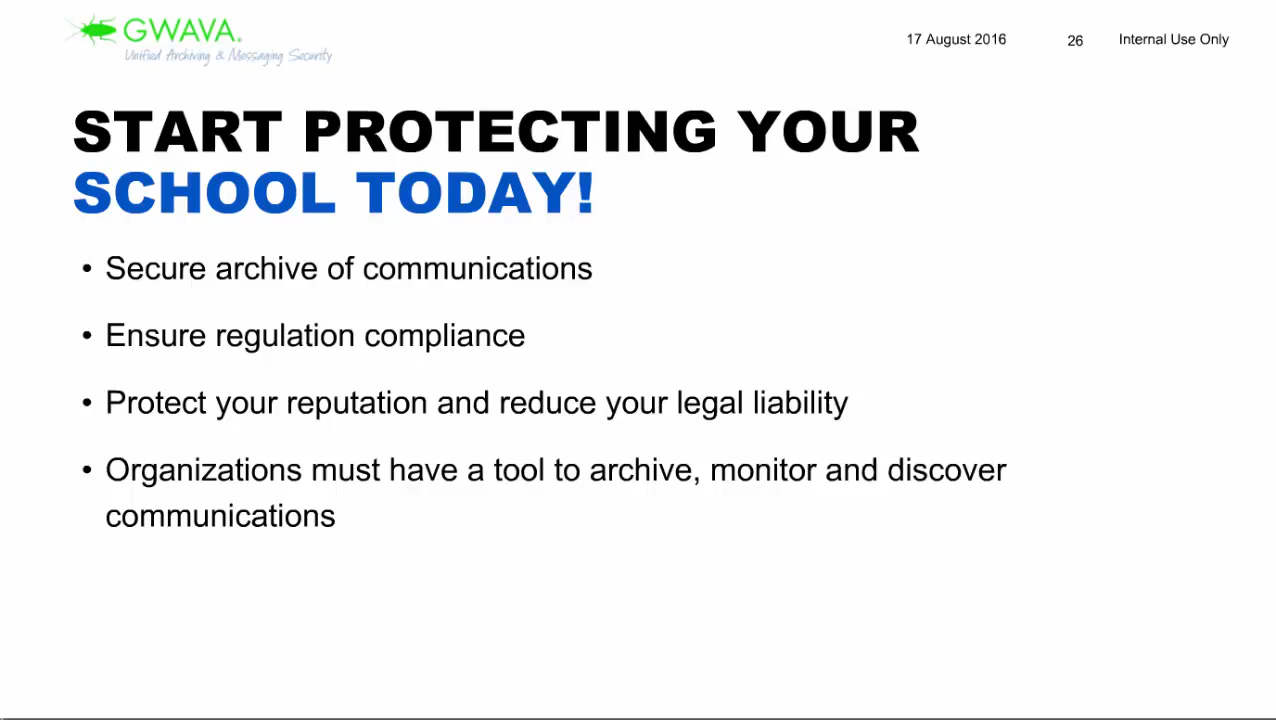 GWAVA.
Unified Archiving & Messaging Security
17 August 2016
26
Internal Use Only
START PROTECTING YOUR
SCHOOL TODAY!
• Secure archive of communications
• Ensure regulation compliance
• Protect your reputation and reduce your legal liability
• Organizations must have a tool to archive, monitor and discover
communications